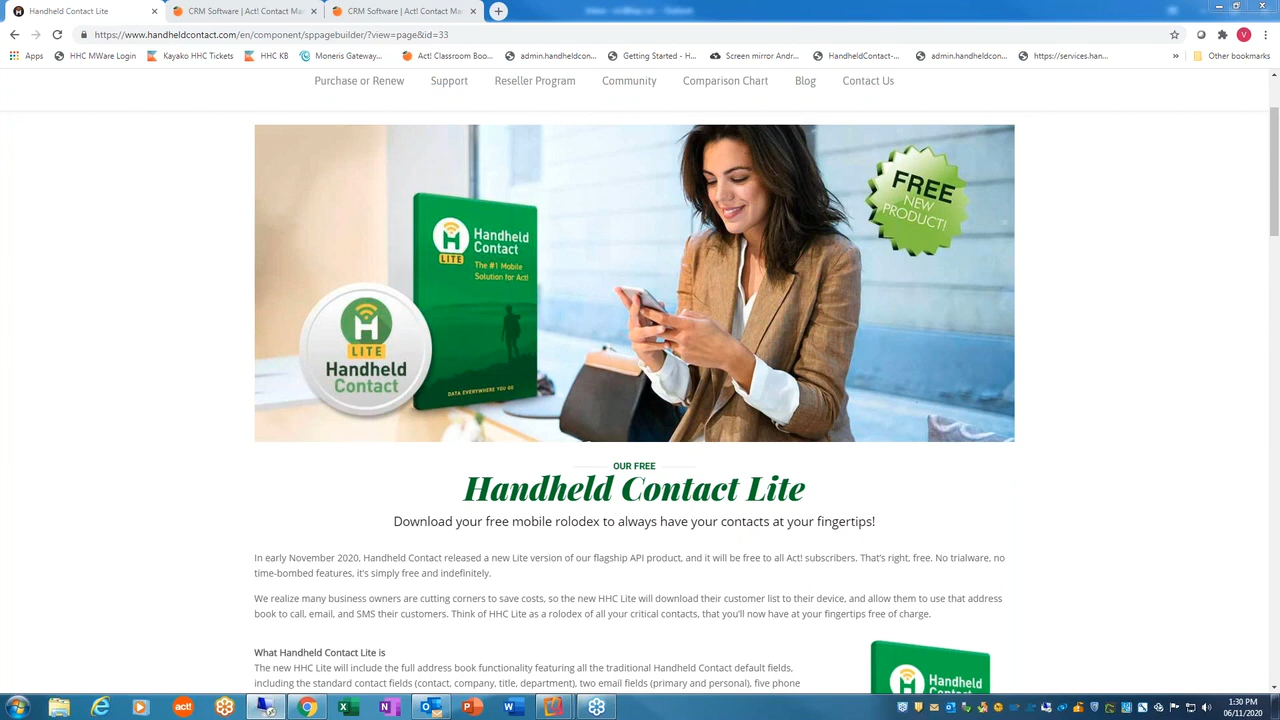 Handheld Contact Lite
CRM Software | Act! Contact Ma
CRM Software | Act! Contact Ma
https://www.handheldcontact.com/en/component/sppagebuilder/?view=page&id=33
V
Apps
HHC MWare Login
Kayako HHC Tickets
HHC KB
Moneris Gateway...
Act! Classroom Boo...
admin.handheldcon...
Getting Started - H...
Screen mirror Andr...
HandheldContact-...
admin.handheldcon...
https://services.han...
Other bookmarks
Purchase or Renew
Support
Reseller Program
Community
Comparison Chart
Blog
Contact Us
H
LITE
Handheld
Contact
The #1 Mobile
Solution for Act!
DATA EVERYWHERE YOU GO
H
LITE
Handheld
Contact
FREE
NEW
PRODUCT!
OUR FREE
Handheld Contact Lite
Download your free mobile rolodex to always have your contacts at your fingertips!
In early November 2020, Handheld Contact released a new Lite version of our flagship API product, and it will be free to all Act! subscribers. That's right, free. No trialware, no
time-bombed features, it's simply free and indefinitely.
We realize many business owners are cutting corners to save costs, so the new HHC Lite will download their customer list to their device, and allow them to use that address
book to call, email, and SMS their customers. Think of HHC Lite as a rolodex of all your critical contacts, that you'll now have at your fingertips free of charge.
What Handheld Contact Lite is
The new HHC Lite will include the full address book functionality featuring all the traditional Handheld Contact default fields,
including the standard contact fields (contact, company, title, department), two email fields (primary and personal), five phone
Handheld
act!
1:30 PM
06/11/2020